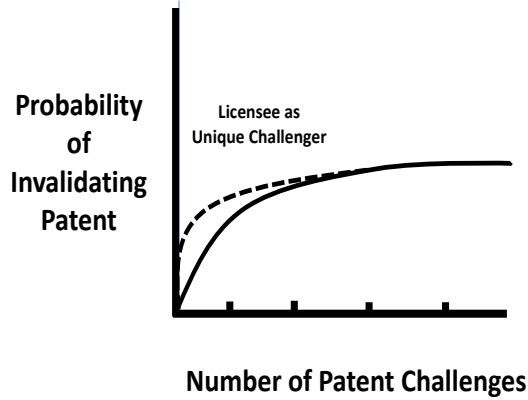 Probability
of
Invalidating
Patent
Licensee as
Unique Challenger
Number of Patent Challenges